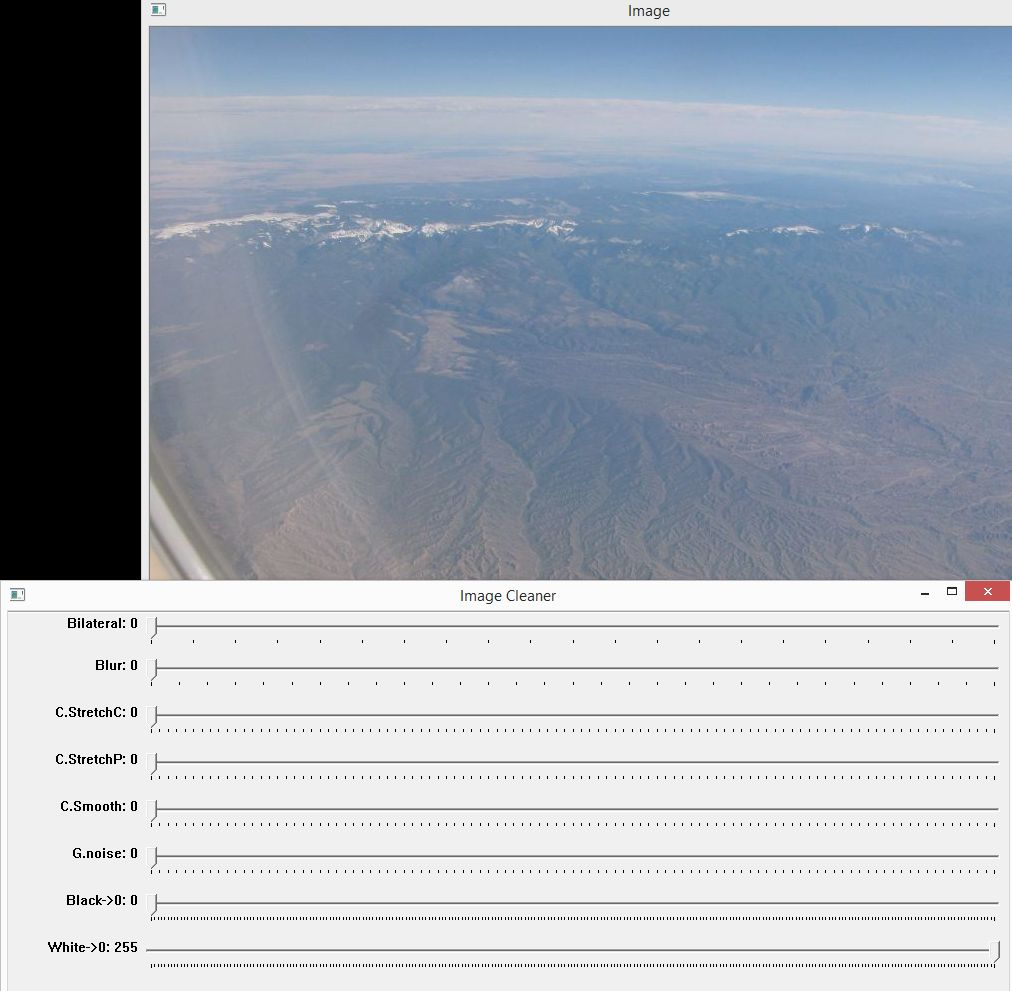 Image
Image Cleaner
Bilateral: 0
Blur: 0
C.StretchC: 0
C.StretchP: 0
C.Smooth: 0
G.noise: 0
Black->0: 0
White->0: 255